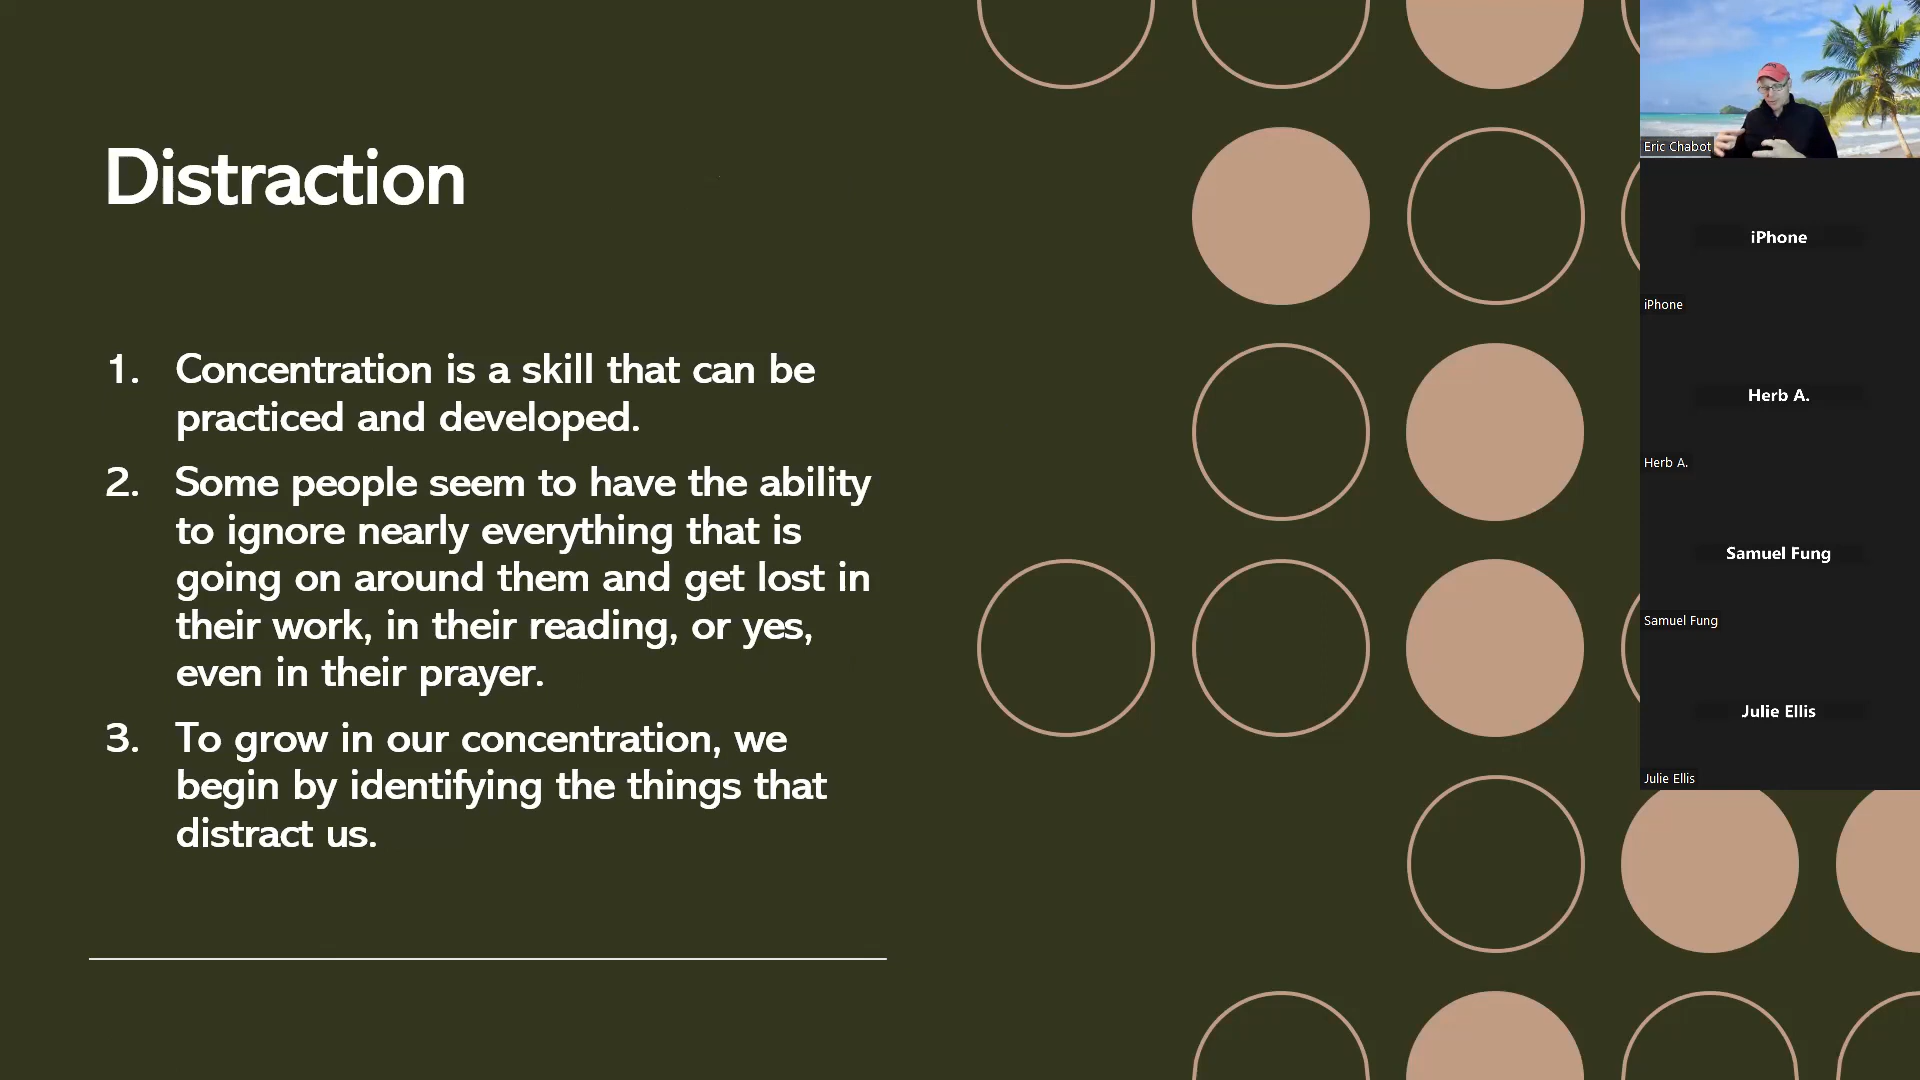 Distraction
1. Concentration is a skill that can be
practiced and developed.
2. Some people seem to have the ability
to ignore nearly everything that is
going on around them and get lost in
their work, in their reading, or yes,
even in their prayer.
3. To grow in our concentration, we
begin by identifying the things that
distract us.
Eric Chabot
iPhone
iPhone
Herb A.
Herb A.
Samuel Fung
Samuel Fung
Julie Ellis
Julie Ellis